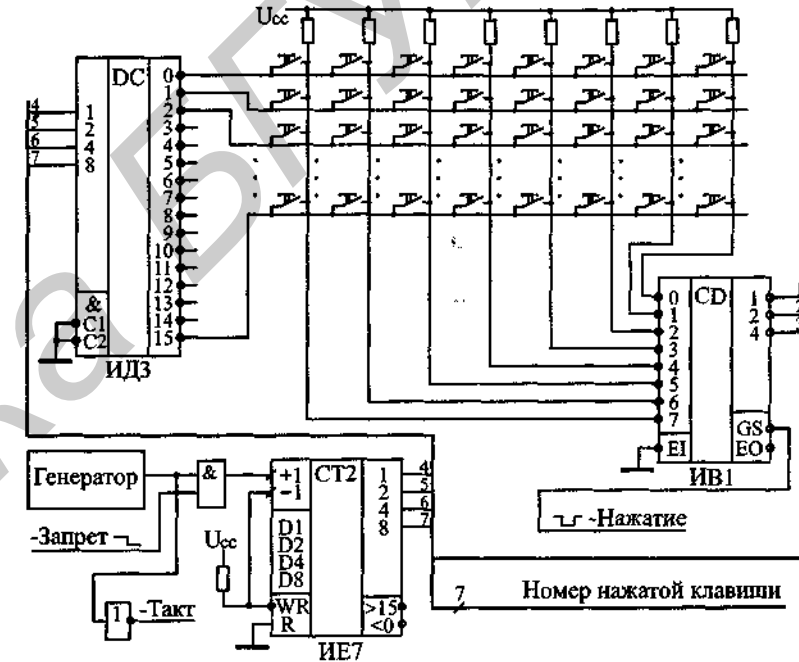 Ucc
DC
4
5
6
7
1
2
4
8
0
1
2
3
4
5
6
7
8
9
10
11
12
13
14
15
&
C1
C2
ИД3
CD
0
1
2
3
4
5
6
7
1
2
4
EI
GS
EO
ИВ1
Генератор
&
+1
-1
CT2
1
2
4
8
4
5
6
7
-Запрет
Ucc
D1
D2
D4
D8
WR
R
>15
<0
ИЕ7
1
-Такт
-Нажатие
7
Номер нажатой клавиши